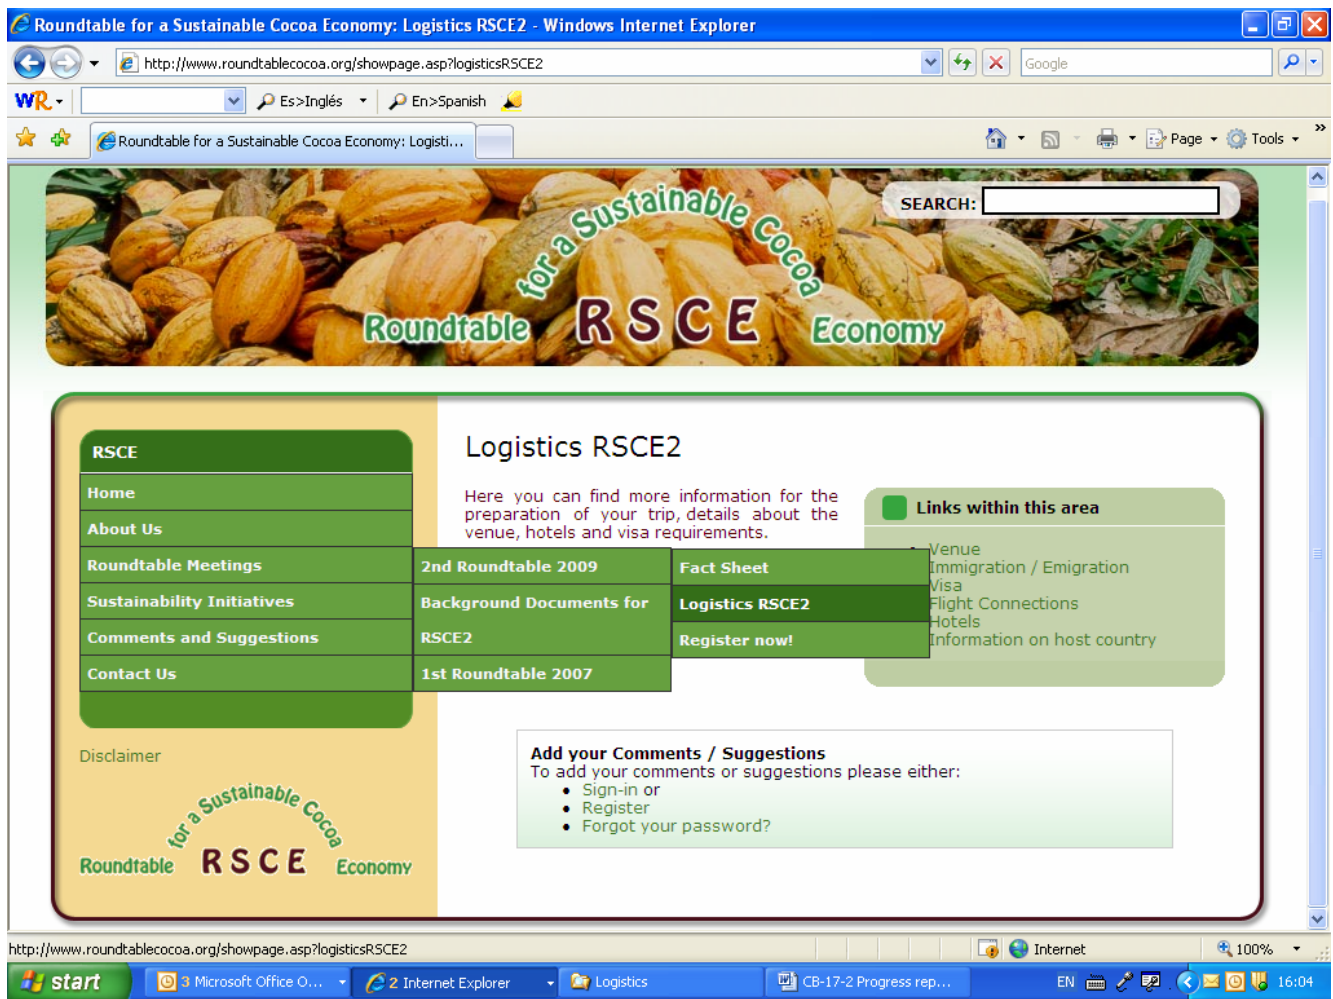 Roundtable for a Sustainable Cocoa Economy: Logistics RSCE2 - Windows Internet Explorer
http://www.roundtablecocoa.org/showpage.asp?logisticsRSCE2
Google
WR
Es>Inglés
En>Spanish
Roundtable for a Sustainable Cocoa Economy: Logisti...
Page
Tools
»
SEARCH:
Roundtable for a Sustainable Cocoa Economy
RSCE
RSCE
Home
About Us
Roundtable Meetings
Sustainability Initiatives
Comments and Suggestions
Contact Us
2nd Roundtable 2009
Background Documents for
RSCE2
1st Roundtable 2007
Fact Sheet
Logistics RSCE2
Register now!
Logistics RSCE2
Here you can find more information for the
preparation of your trip, details about the
venue, hotels and visa requirements.
Links within this area
Venue
Immigration / Emigration
Visa
Flight Connections
Hotels
Information on host country
Disclaimer
Roundtable for a Sustainable Cocoa Economy
RSCE
Add your Comments / Suggestions
To add your comments or suggestions please either:
Sign-in or
Register
Forgot your password?
http://www.roundtablecocoa.org/showpage.asp?logisticsRSCE2
Internet
100%
start
3 Microsoft Office O...
2 Internet Explorer
Logistics
CB-17-2 Progress rep...
EN
16:04